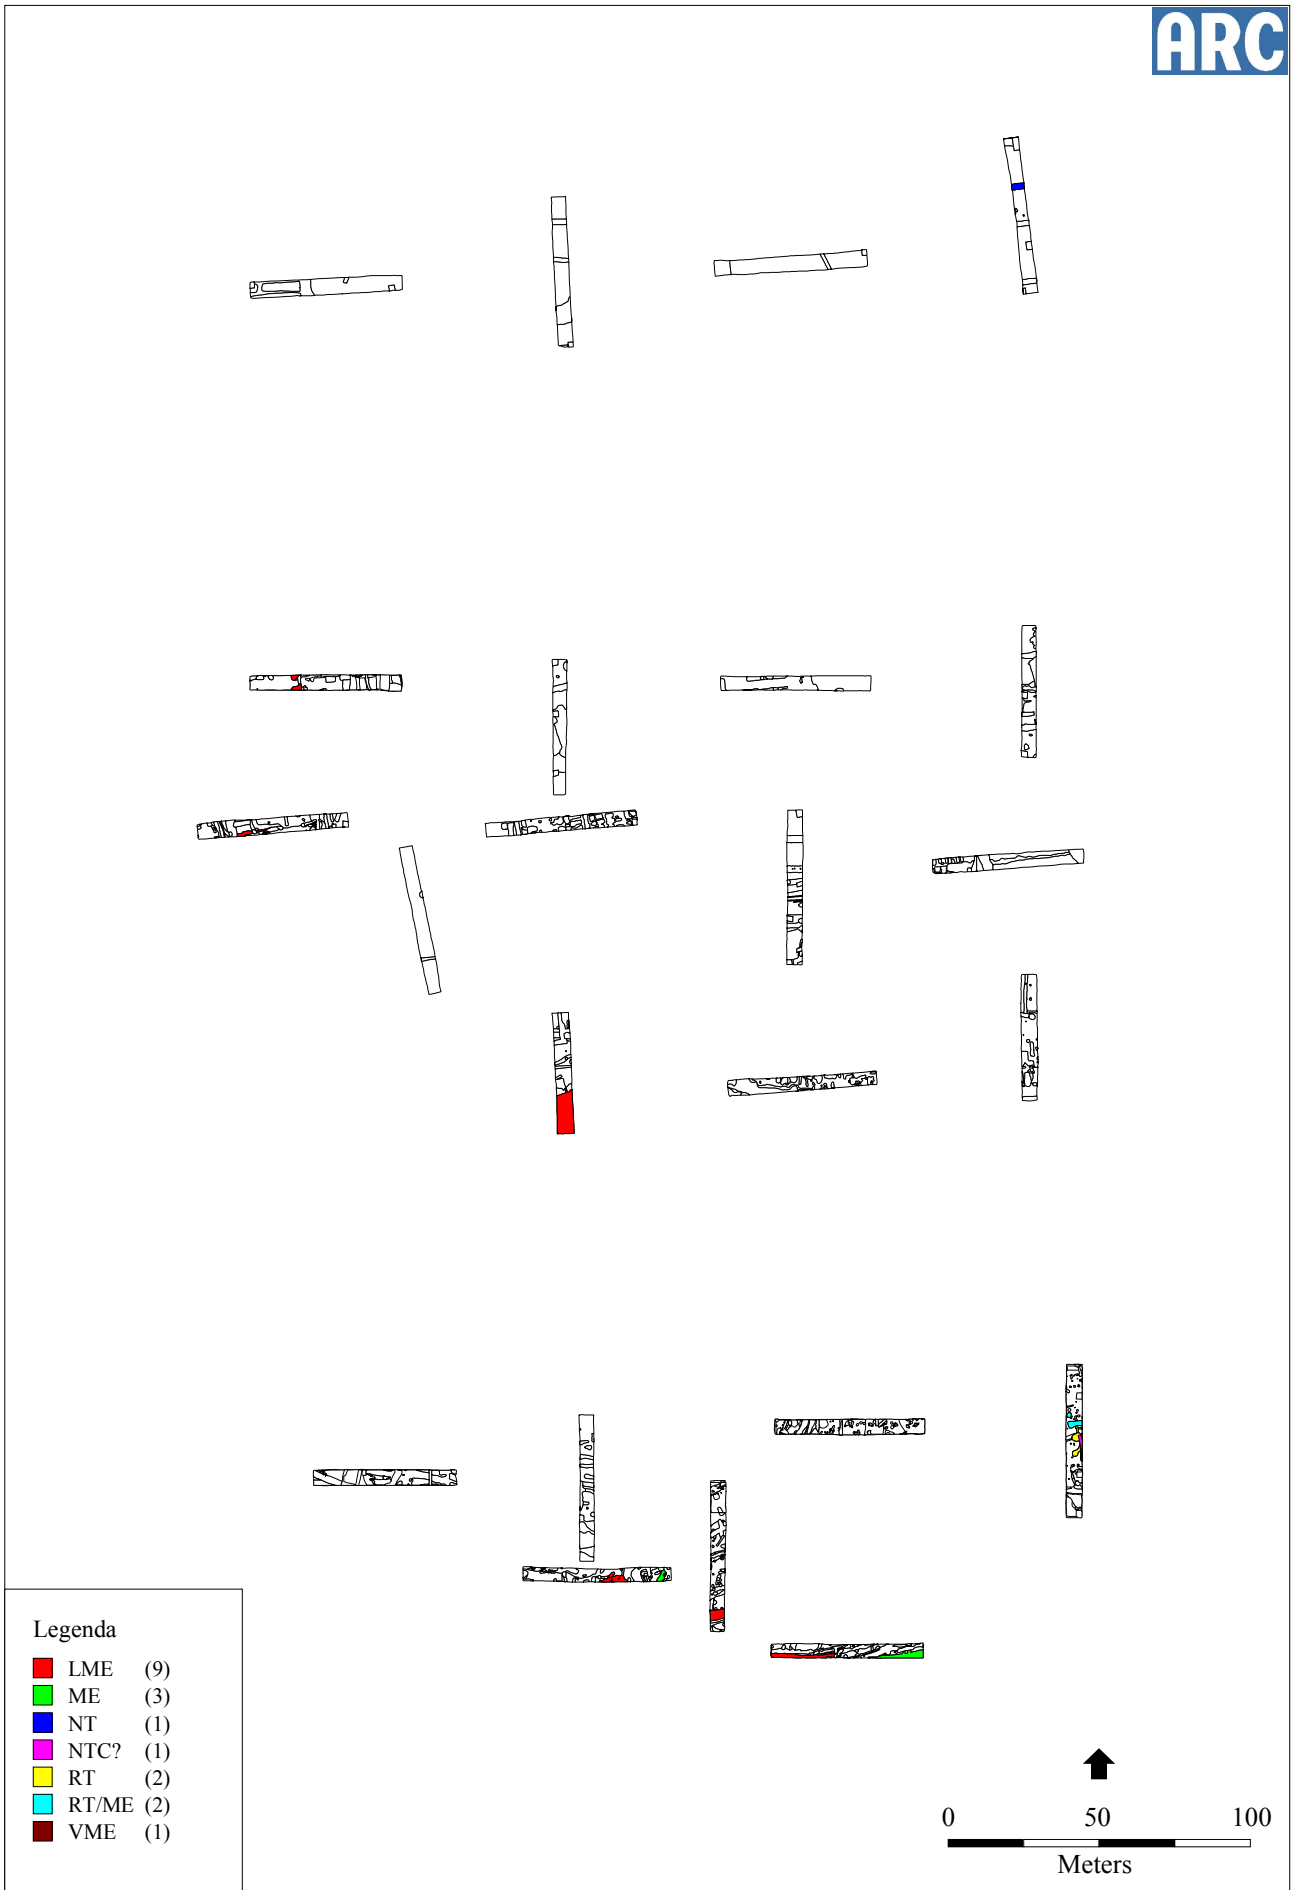 ARC
Legenda
LME (9)
ME (3)
NT (1)
NTC? (1)
RT (2)
RT/ME (2)
VME (1)
0 50 100
Meters